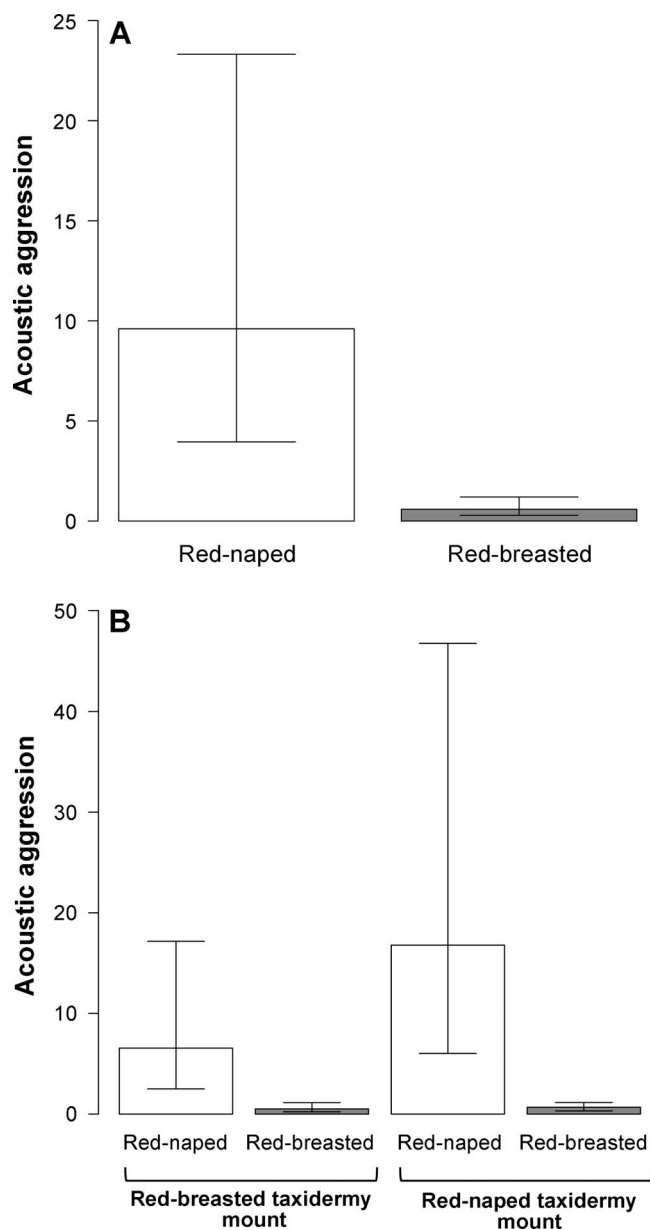 A
25
20
15
10
5
0
Acoustic aggression
Red-naped Red-breasted
B
50
40
30
20
10
0
Acoustic aggression
Red-naped Red-breasted Red-naped Red-breasted
Red-breasted taxidermy
mount
Red-naped taxidermy
mount